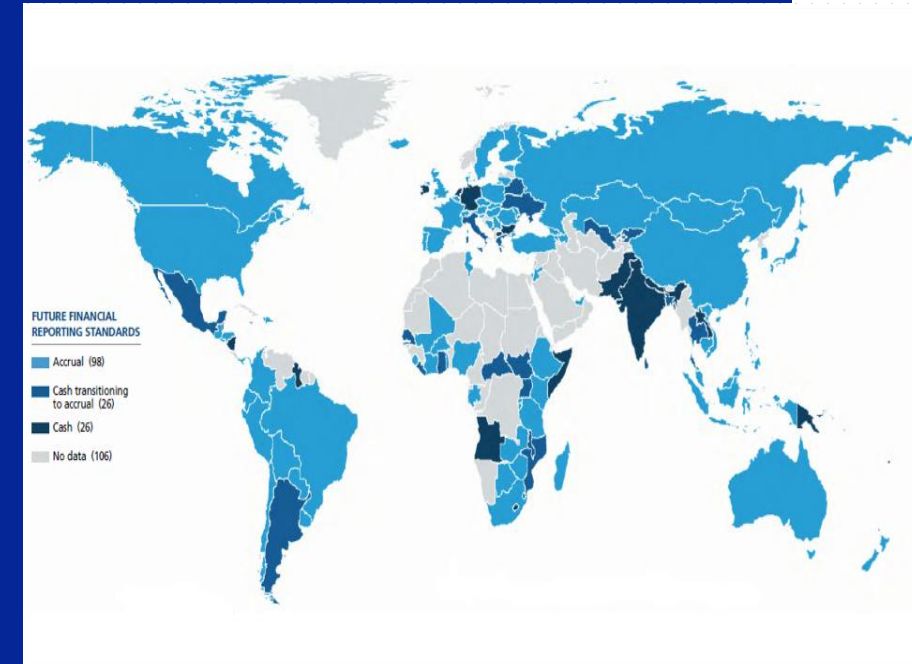 FUTURE FINANCIAL
REPORTING STANDARDS
Accrual (98)
Cash transitioning
to accrual (26)
Cash (26)
No data (106)